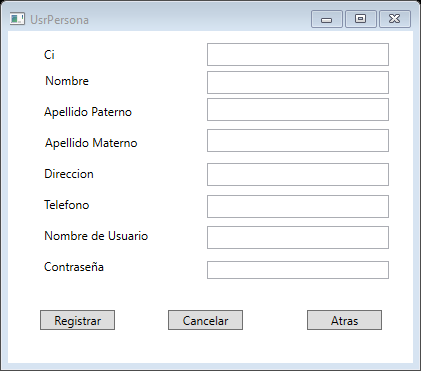 UsrPersona
Ci
Nombre
Apellido Paterno
Apellido Materno
Direccion
Telefono
Nombre de Usuario
Contraseña
Registrar Cancelar Atras